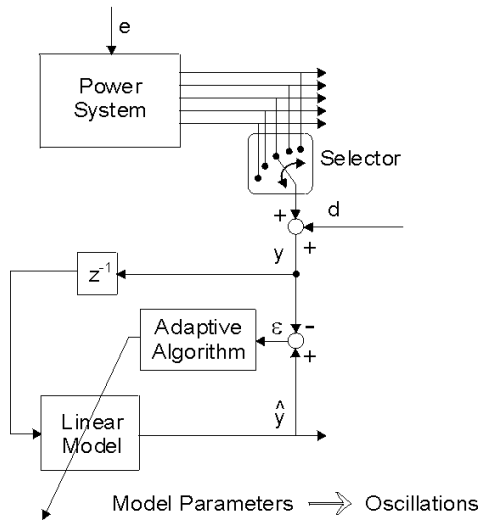 e
Power
System
Selector
+
d
+
y
z⁻¹
Adaptive
Algorithm
ε
-
+
Linear
Model
ŷ
Model Parameters ⇒ Oscillations